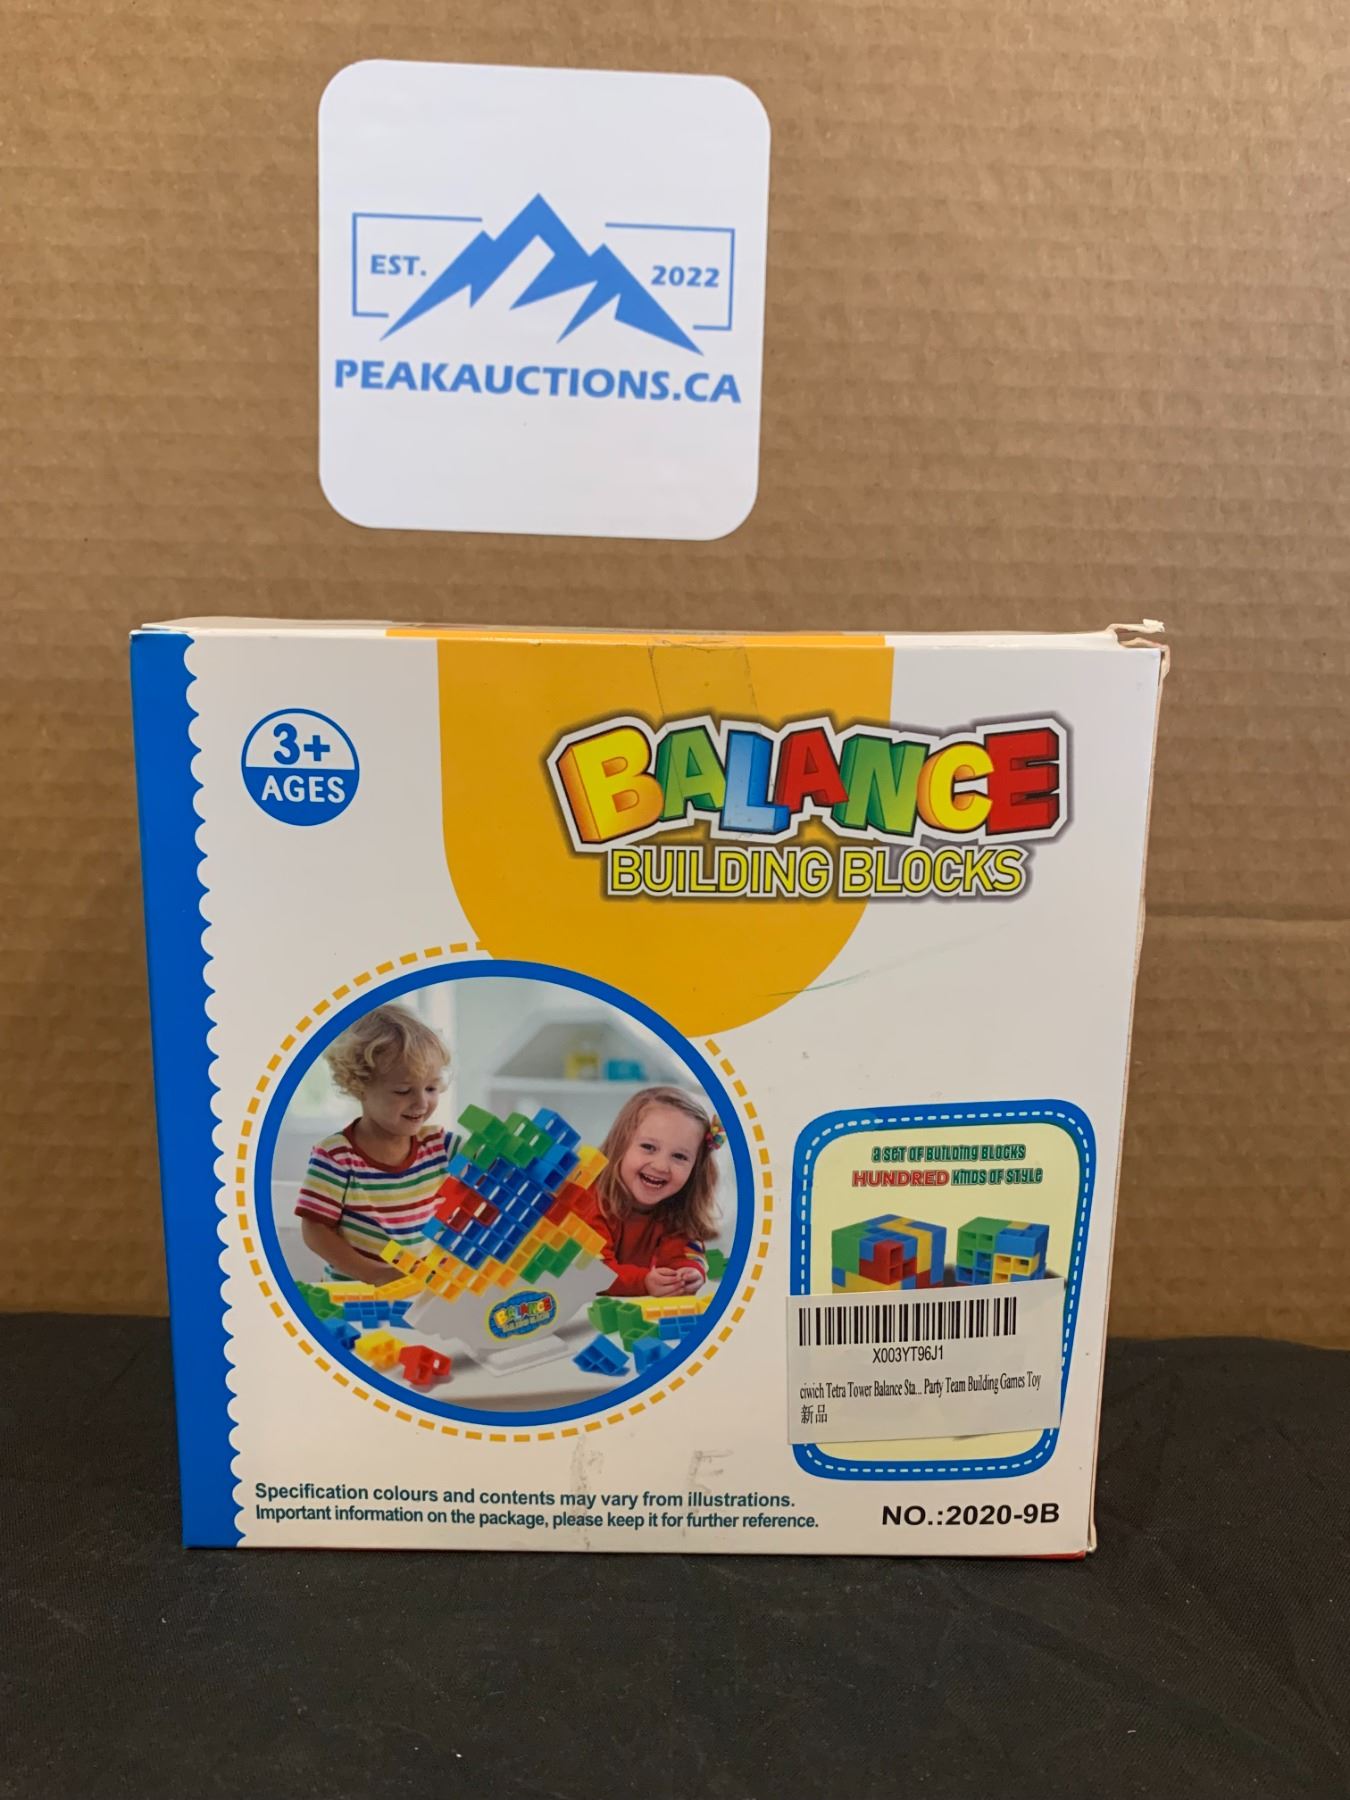 EST.
2022
PEAKAUCTIONS.CA
3+
AGES
BALANCE
BUILDING BLOCKS
a SET OF BUILDING BLOCKS
HUNDRED KINDS OF STYLE
BALANCE
BUILDING BLOCKS
X003YT96J1
ciwich Tetra Tower Balance Sta... Party Team Building Games Toy
新品
Specification colours and contents may vary from illustrations.
Important information on the package, please keep it for further reference.
NO.:2020-9B